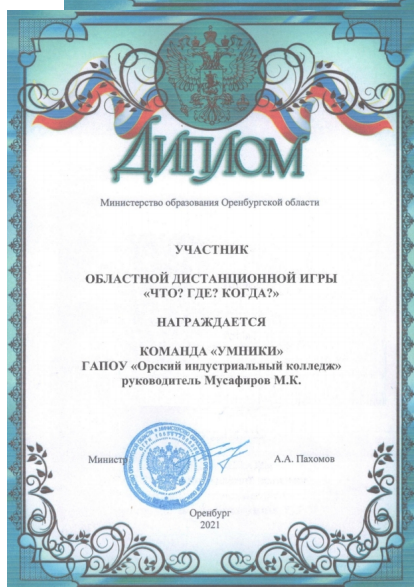 ДИПЛОМ
Министерство образования Оренбургской области
УЧАСТНИК
ОБЛАСТНОЙ ДИСТАНЦИОННОЙ ИГРЫ
«ЧТО? ГДЕ? КОГДА?»
НАГРАЖДАЕТСЯ
КОМАНДА «УМНИКИ»
ГАПОУ «Орский индустриальный колледж»
руководитель Мусафиров М.К.
Министр А.А. Пахомов
Оренбург
2021